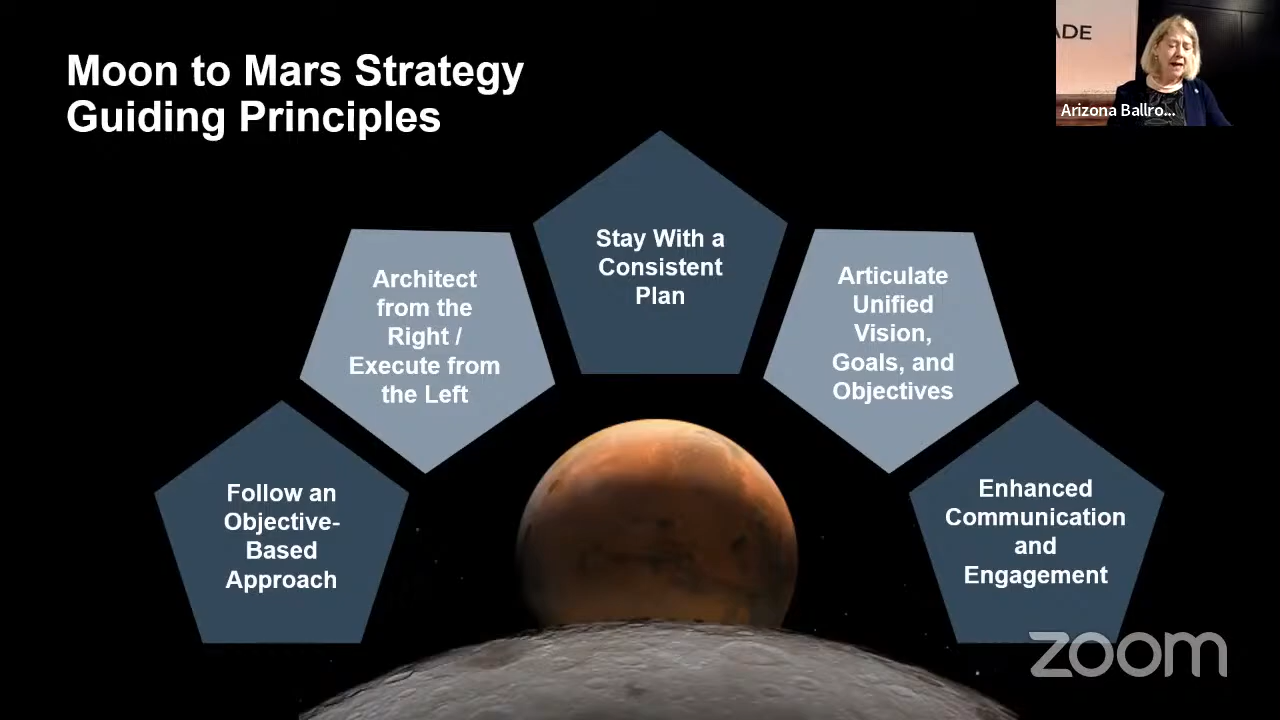 Moon to Mars Strategy
Guiding Principles
ADE
Arizona Ballro...
Stay With a
Consistent
Plan
Architect
from the
Right /
Execute from
the Left
Articulate
Unified
Vision,
Goals, and
Objectives
Follow an
Objective-
Based
Approach
Enhanced
Communication
and
Engagement
zoom